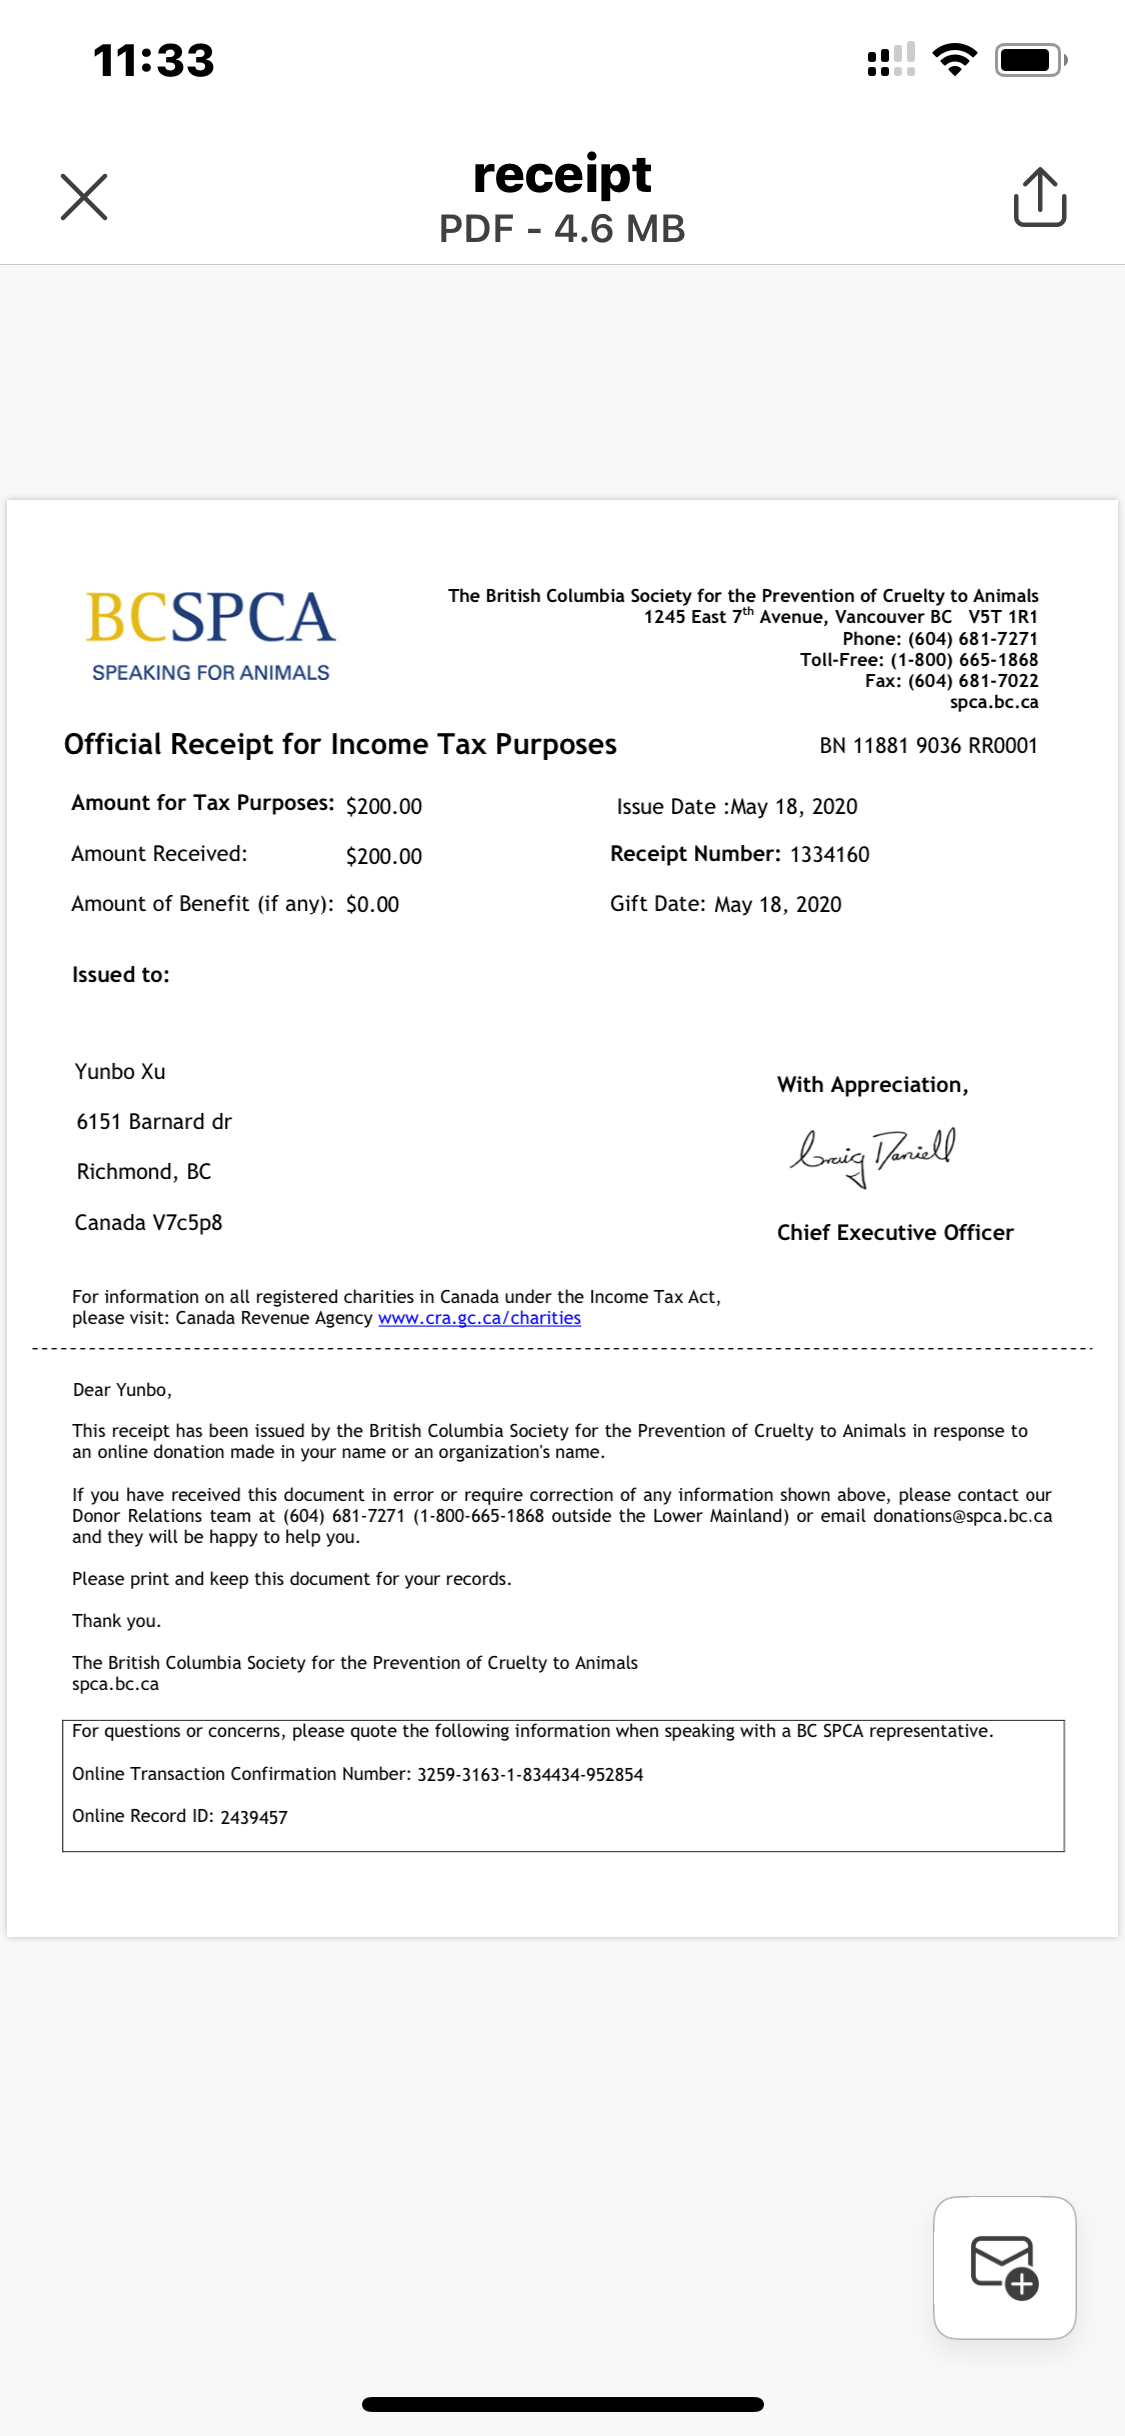 11:33
receipt
PDF - 4.6 MB
BCSPCA
SPEAKING FOR ANIMALS
The British Columbia Society for the Prevention of Cruelty to Animals
1245 East 7th Avenue, Vancouver BC V5T 1R1
Phone: (604) 681-7271
Toll-Free: (1-800) 665-1868
Fax: (604) 681-7022
spca.bc.ca
Official Receipt for Income Tax Purposes
BN 11881 9036 RR0001
Amount for Tax Purposes: $200.00
Issue Date :May 18, 2020
Amount Received: $200.00
Receipt Number: 1334160
Amount of Benefit (if any): $0.00
Gift Date: May 18, 2020
Issued to:
Yunbo Xu
6151 Barnard dr
Richmond, BC
Canada V7c5p8
With Appreciation,
Craig Daniell
Chief Executive Officer
For information on all registered charities in Canada under the Income Tax Act,
please visit: Canada Revenue Agency www.cra.gc.ca/charities
Dear Yunbo,
This receipt has been issued by the British Columbia Society for the Prevention of Cruelty to Animals in response to
an online donation made in your name or an organization's name.
If you have received this document in error or require correction of any information shown above, please contact our
Donor Relations team at (604) 681-7271 (1-800-665-1868 outside the Lower Mainland) or email donations@spca.bc.ca
and they will be happy to help you.
Please print and keep this document for your records.
Thank you.
The British Columbia Society for the Prevention of Cruelty to Animals
spca.bc.ca
For questions or concerns, please quote the following information when speaking with a BC SPCA representative.
Online Transaction Confirmation Number: 3259-3163-1-834434-952854
Online Record ID: 2439457